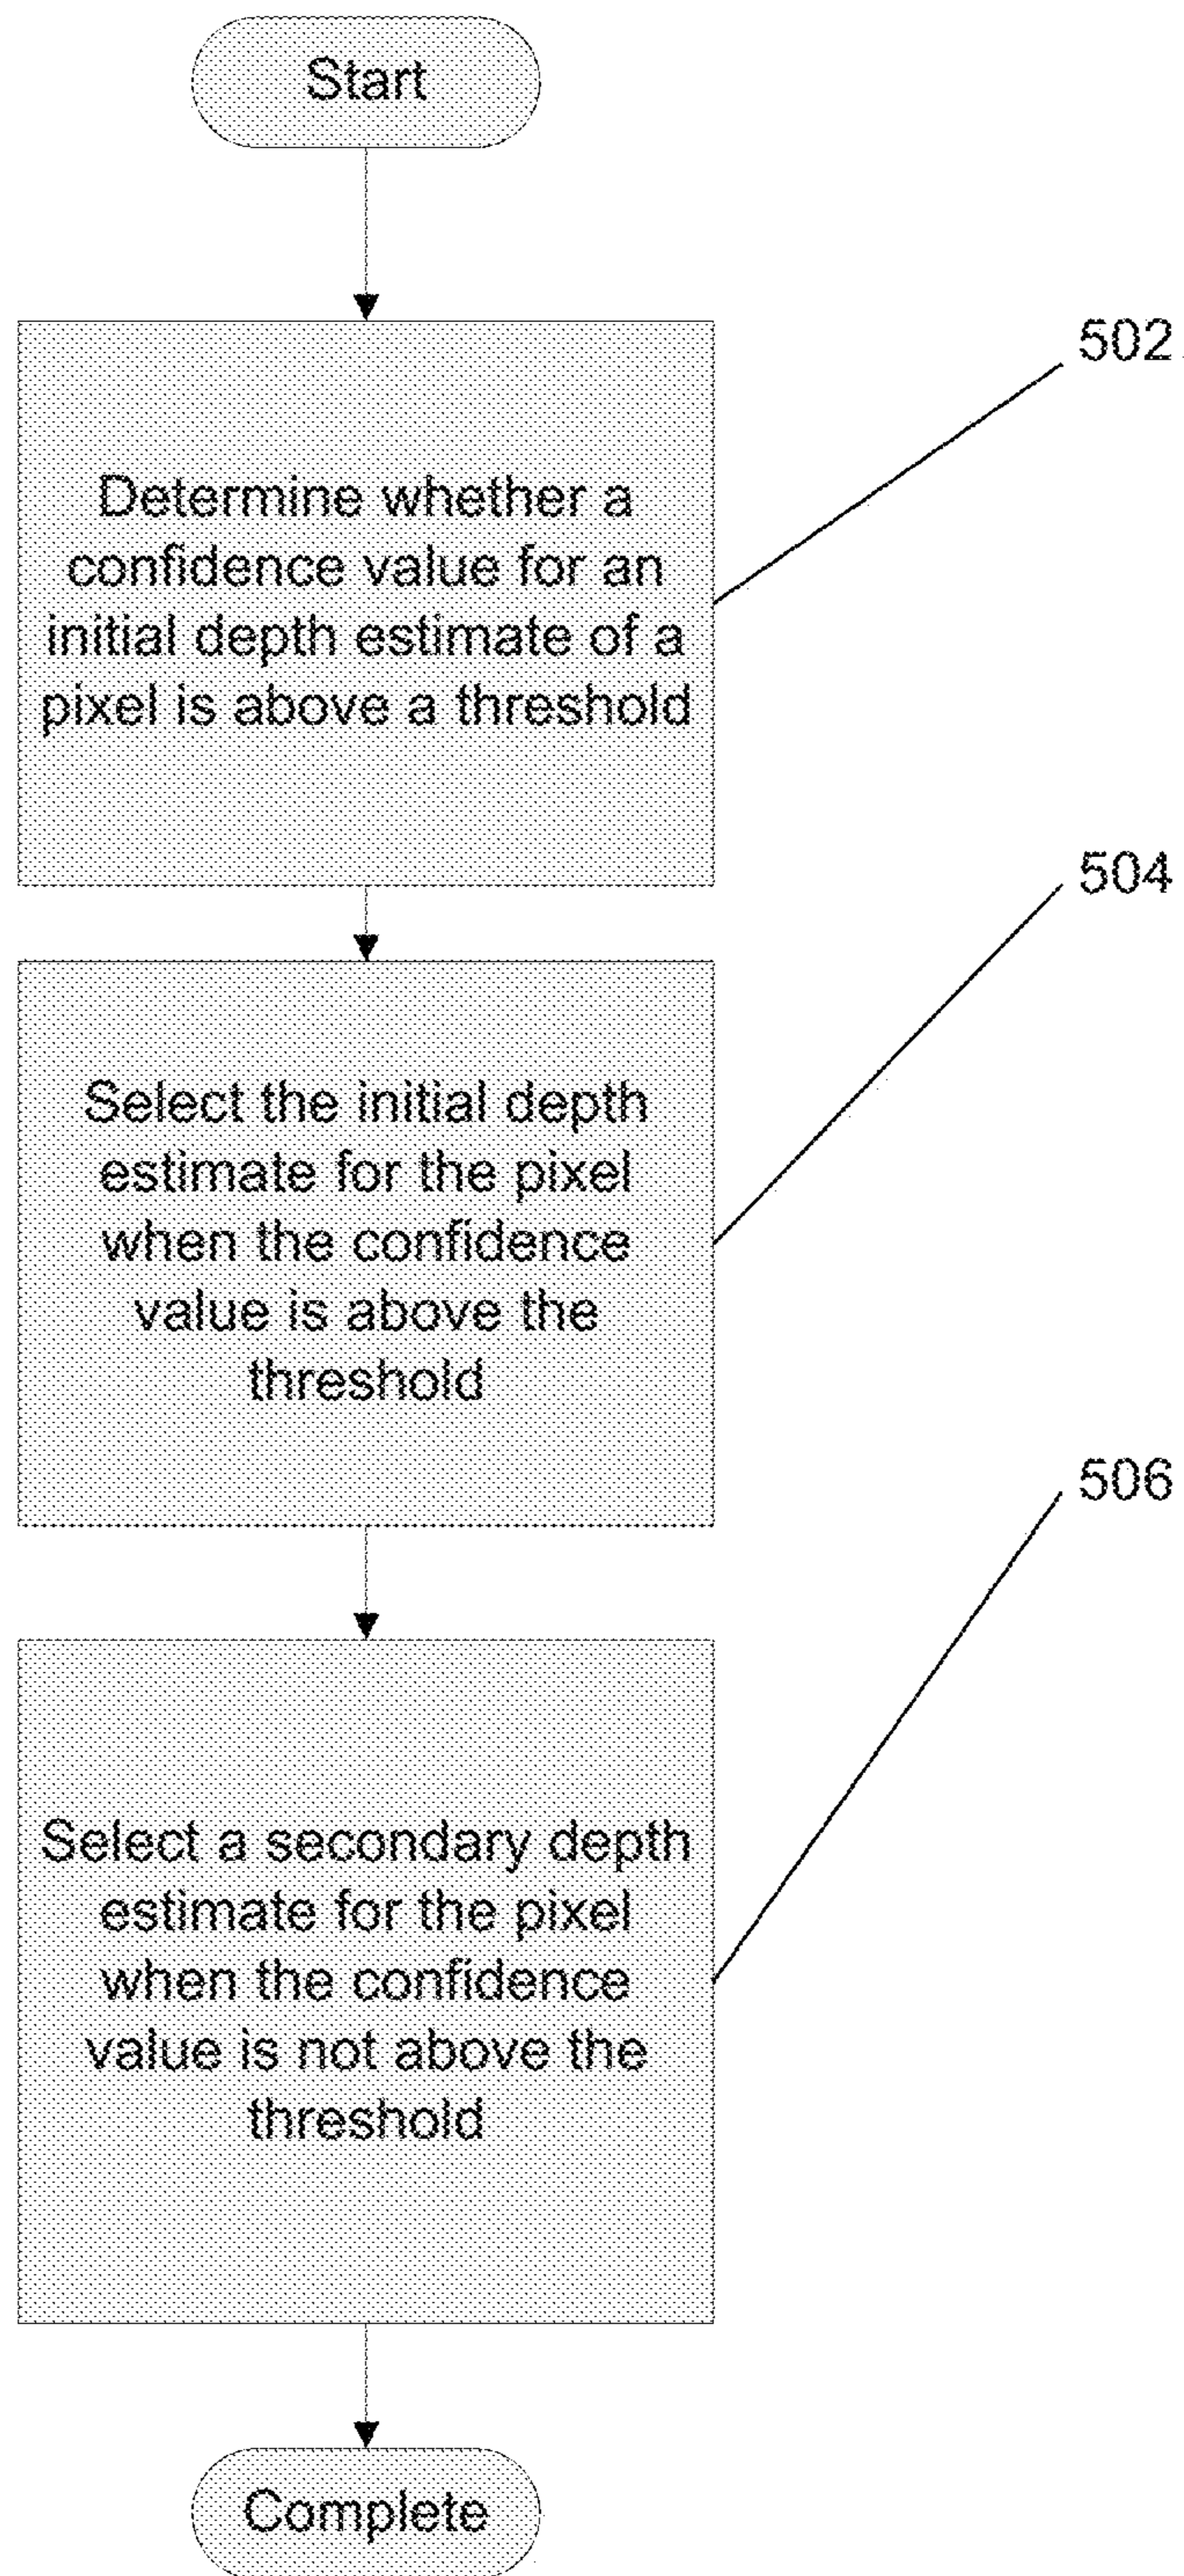 Start
502
Determine whether a
confidence value for an
initial depth estimate of a
pixel is above a threshold
504
Select the initial depth
estimate for the pixel
when the confidence
value is above the
threshold
506
Select a secondary depth
estimate for the pixel
when the confidence
value is not above the
threshold
Complete